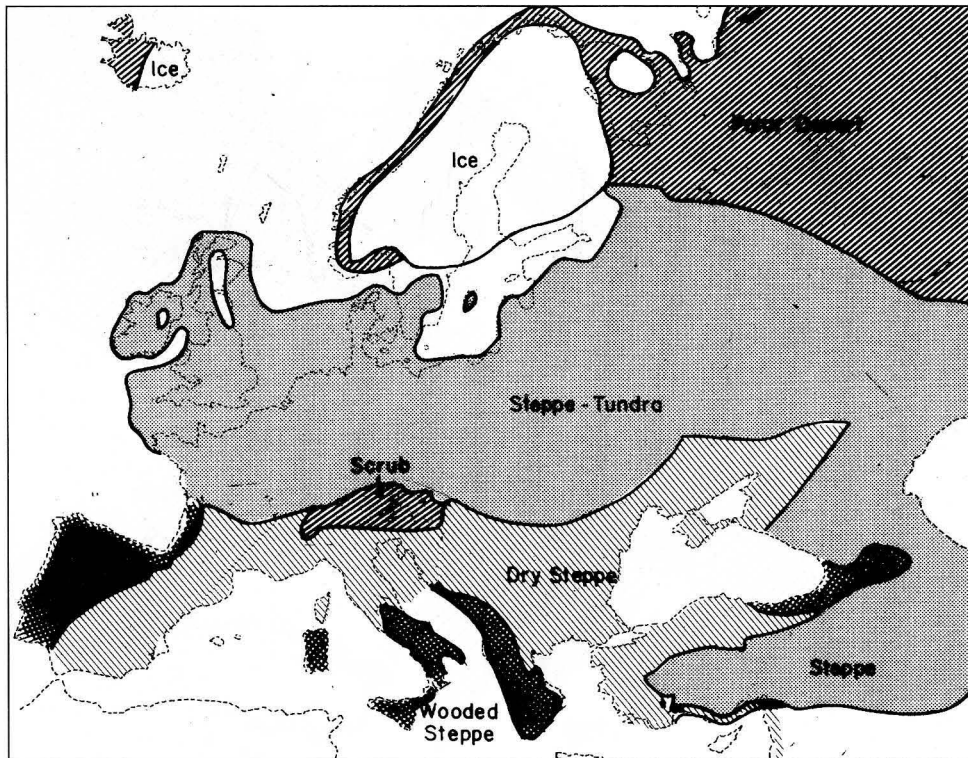 Ice
Polar Desert
Ice
Steppe - Tundra
Scrub
Dry Steppe
Steppe
Wooded
Steppe